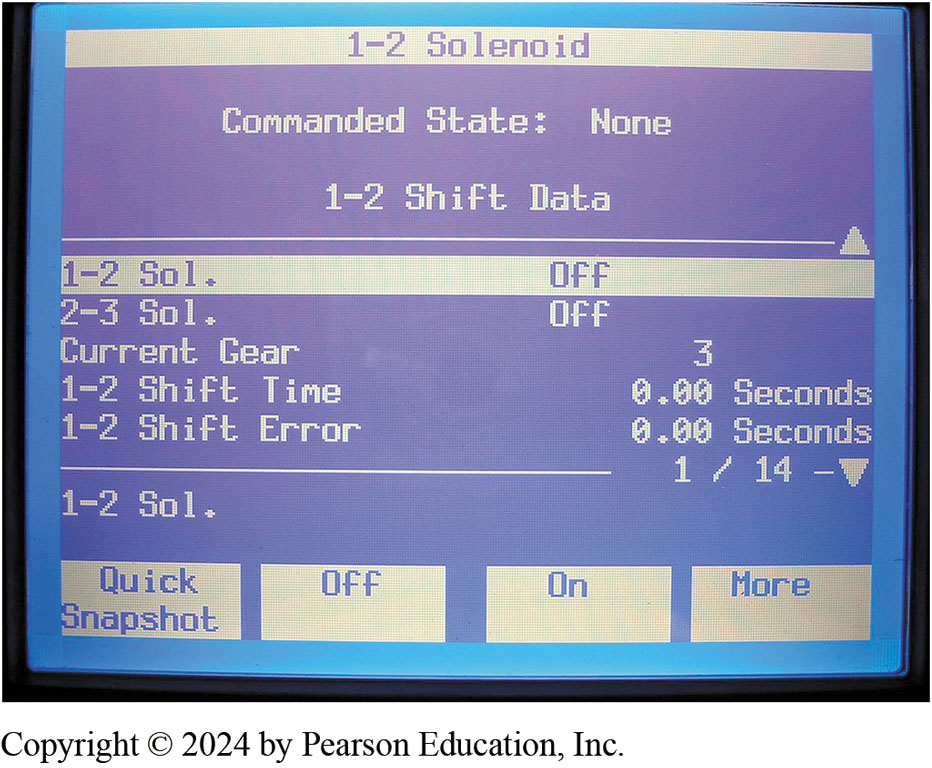 1-2 Solenoid
Commanded State: None
1-2 Shift Data
1-2 Sol. Off
2-3 Sol. Off
Current Gear 3
1-2 Shift Time 0.00 Seconds
1-2 Shift Error 0.00 Seconds
1 / 14 –
1-2 Sol.
Quick Snapshot
Off
On
More
Copyright © 2024 by Pearson Education, Inc.